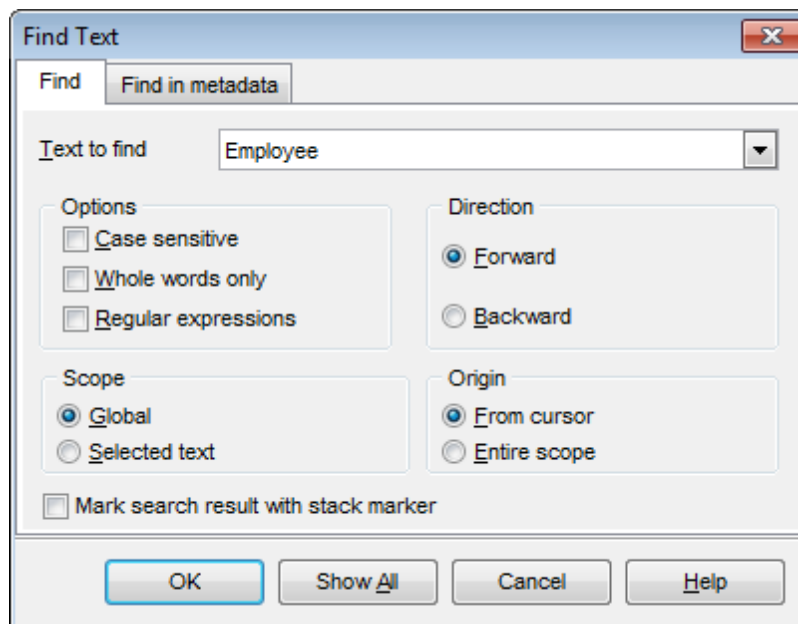 Find Text
Find
Find in metadata
Text to find
Employee
Options
Case sensitive
Whole words only
Regular expressions
Direction
Forward
Backward
Scope
Global
Selected text
Origin
From cursor
Entire scope
Mark search result with stack marker
OK
Show All
Cancel
Help